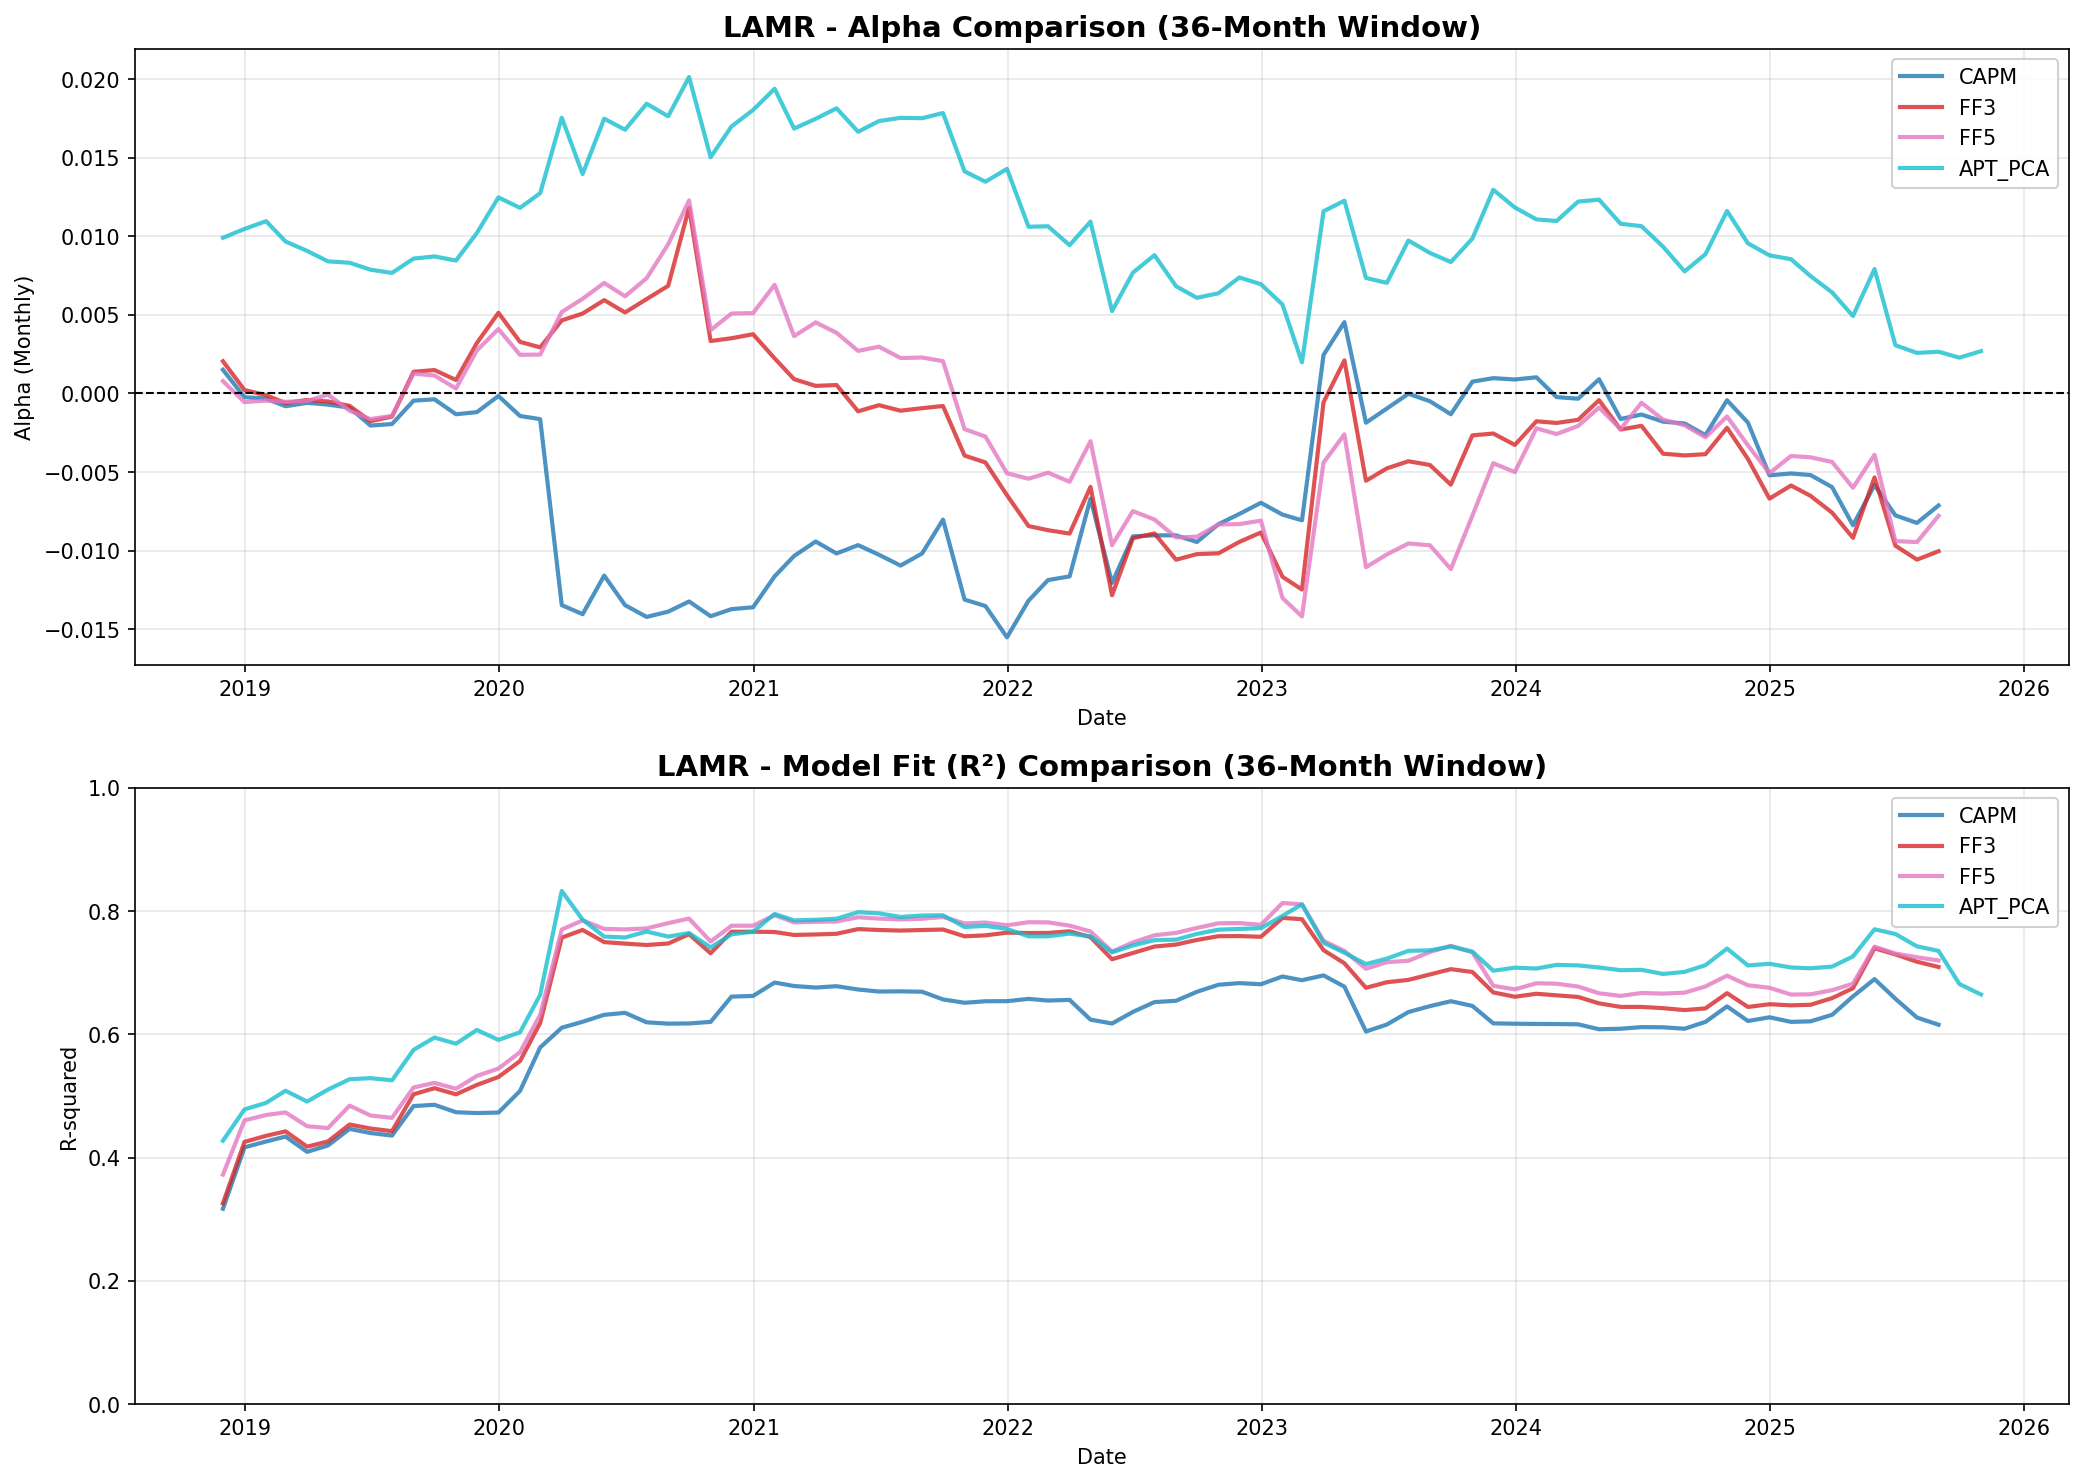 LAMR - Alpha Comparison (36-Month Window)
Alpha (Monthly)
0.020
0.015
0.010
0.005
0.000
−0.005
−0.010
−0.015
CAPM
FF3
FF5
APT_PCA
2019 2020 2021 2022 2023 2024 2025 2026
Date
LAMR - Model Fit (R²) Comparison (36-Month Window)
R-squared
1.0
0.8
0.6
0.4
0.2
0.0
CAPM
FF3
FF5
APT_PCA
2019 2020 2021 2022 2023 2024 2025 2026
Date